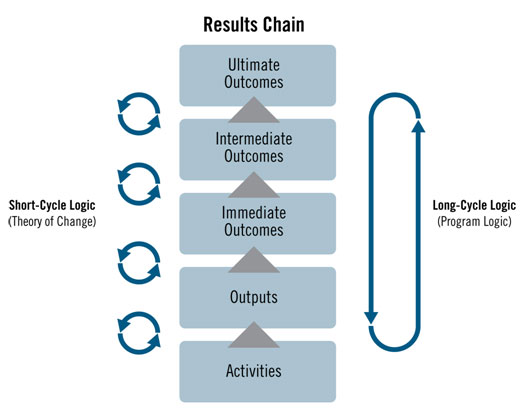 Results Chain
Ultimate
Outcomes
Intermediate
Outcomes
Short-Cycle Logic
(Theory of Change)
Immediate
Outcomes
Long-Cycle Logic
(Program Logic)
Outputs
Activities